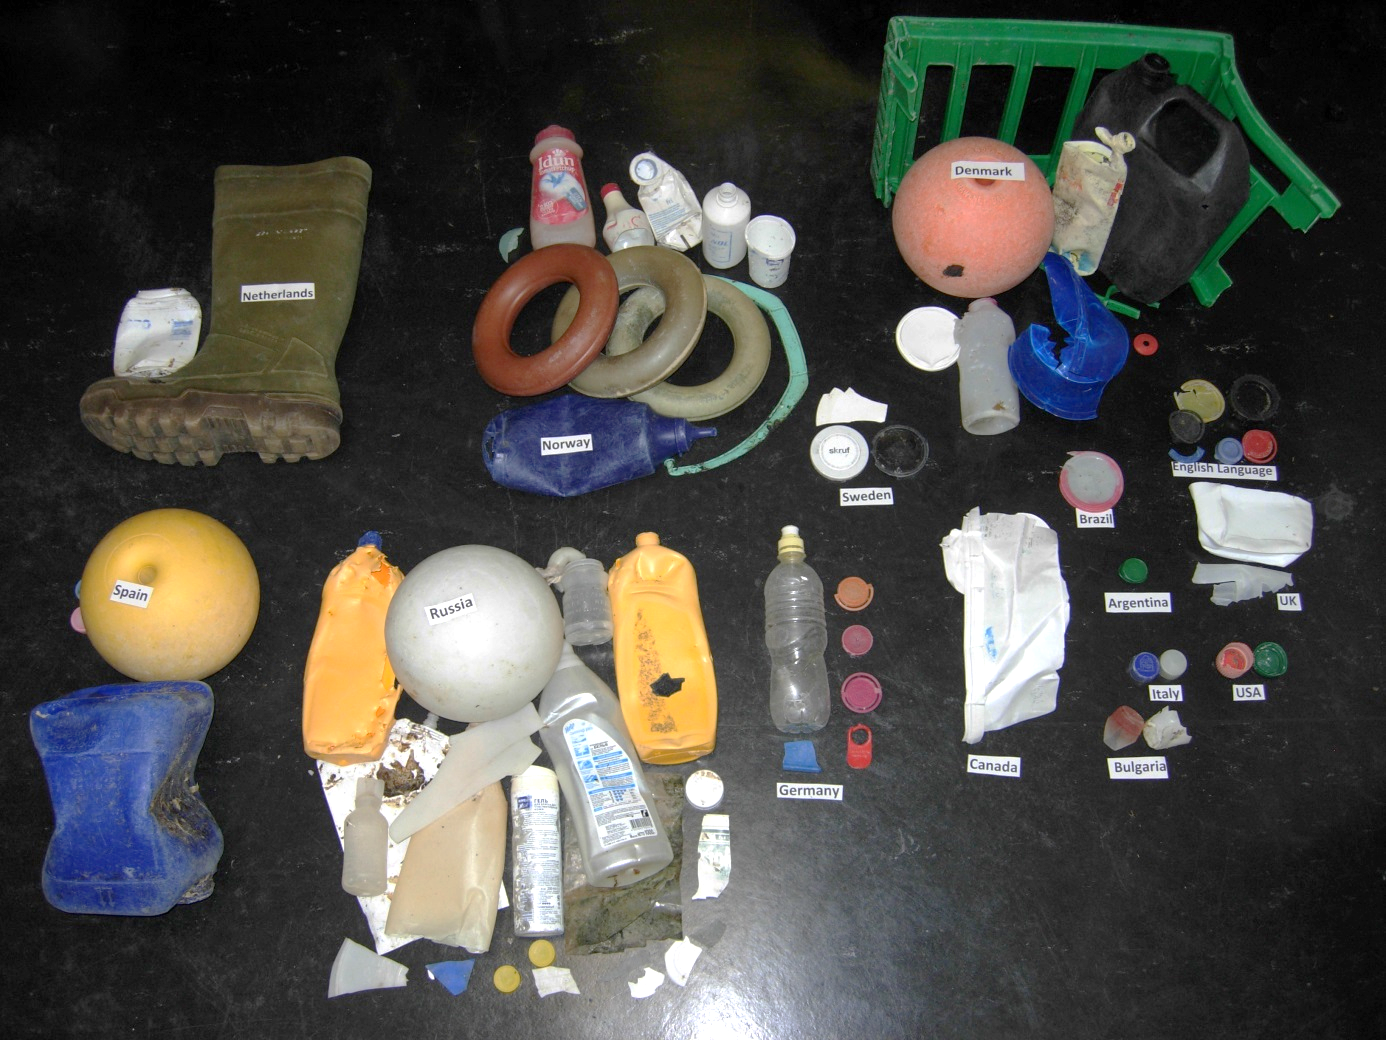 Denmark
Idun
Netherlands
Norway
skruf
Sweden
English Language
Brazil
Spain
Russia
Argentina
UK
Italy
USA
Canada
Bulgaria
Germany